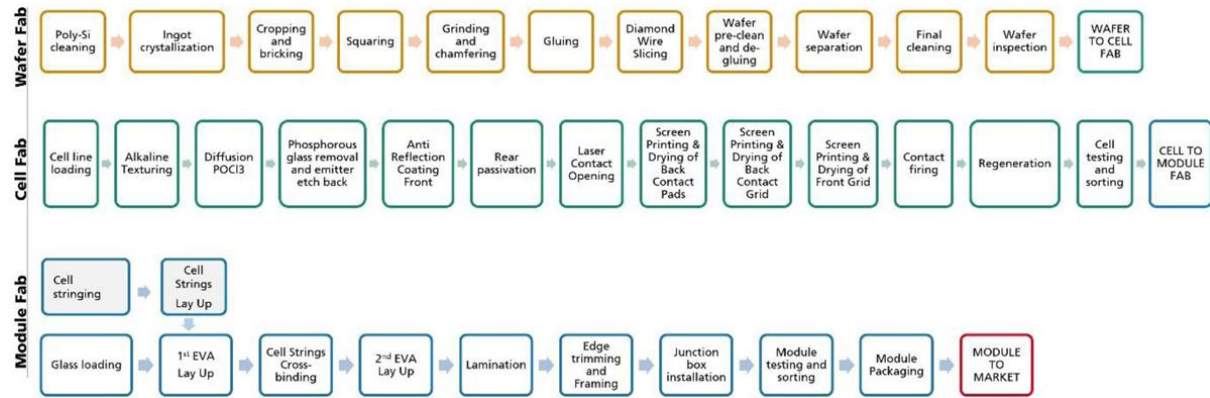 Wafer Fab
Poly-Si
cleaning
Ingot
crystallization
Cropping
and
bricking
Squaring
Grinding
and
chamfering
Gluing
Diamond
Wire
Slicing
Wafer
pre-clean
and de-
gluing
Wafer
separation
Final
cleaning
Wafer
inspection
WAFER
TO CELL
FAB
Cell Fab
Cell line
loading
Alkaline
Texturing
Diffusion
POCl3
Phosphorous
glass removal
and emitter
etch back
Anti
Reflection
Coating
Front
Rear
passivation
Laser
Contact
Opening
Screen
Printing &
Drying of
Back
Contact
Pads
Screen
Printing &
Drying of
Back
Contact
Grid
Screen
Printing &
Drying of
Front Grid
Contact
firing
Regeneration
Cell
testing
and
sorting
CELL TO
MODULE
FAB
Module Fab
Cell
stringing
Cell
Strings
Lay Up
Glass loading
1st EVA
Lay Up
Cell Strings
Cross-
binding
2nd EVA
Lay Up
Lamination
Edge
trimming
and
Framing
Junction
box
installation
Module
testing and
sorting
Module
Packaging
MODULE
TO
MARKET